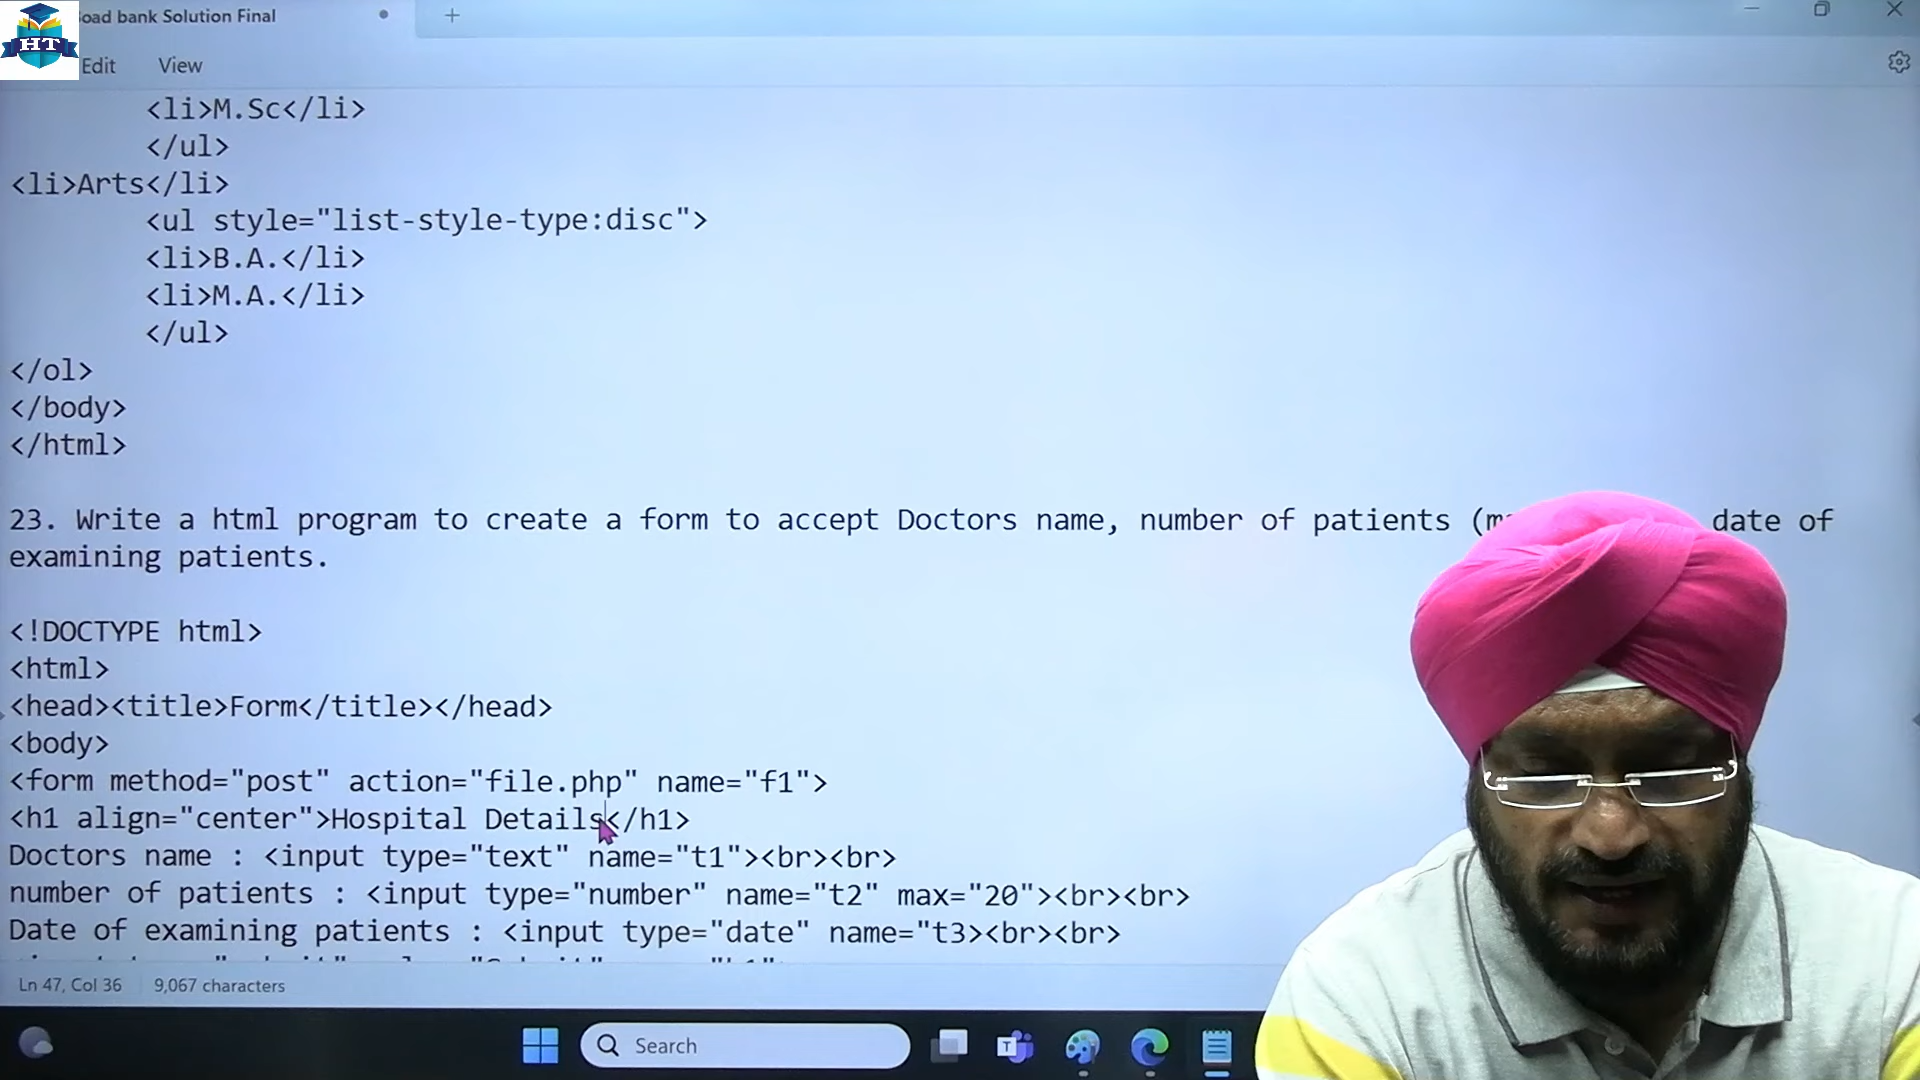 HT
oad bank Solution Final
Edit View
<li>M.Sc</li>
</ul>
<li>Arts</li>
<ul style="list-style-type:disc">
<li>B.A.</li>
<li>M.A.</li>
</ul>
</ol>
</body>
</html>
23. Write a html program to create a form to accept Doctors name, number of patients ( date of
examining patients.
<!DOCTYPE html>
<html>
<head><title>Form</title></head>
<body>
<form method="post" action="file.php" name="f1">
<h1 align="center">Hospital Details</h1>
Doctors name : <input type="text" name="t1"><br><br>
number of patients : <input type="number" name="t2" max="20"><br><br>
Date of examining patients : <input type="date" name="t3><br><br>
Ln 47, Col 36 9,067 characters
Search
T